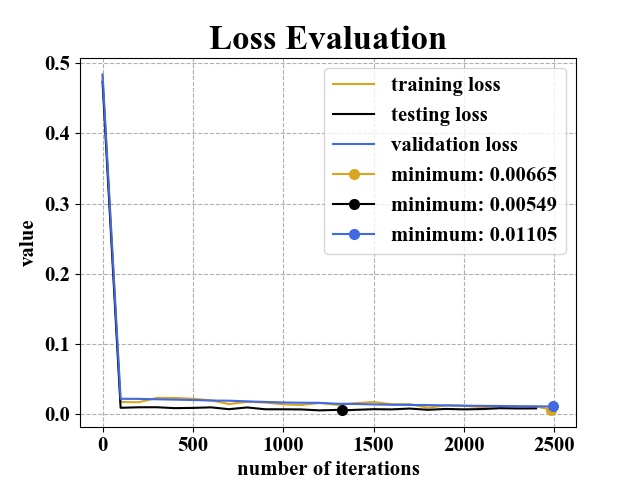 Loss Evaluation
0.5
0.4
0.3
0.2
0.1
0.0
value
training loss
testing loss
validation loss
minimum: 0.00665
minimum: 0.00549
minimum: 0.01105
0 500 1000 1500 2000 2500
number of iterations